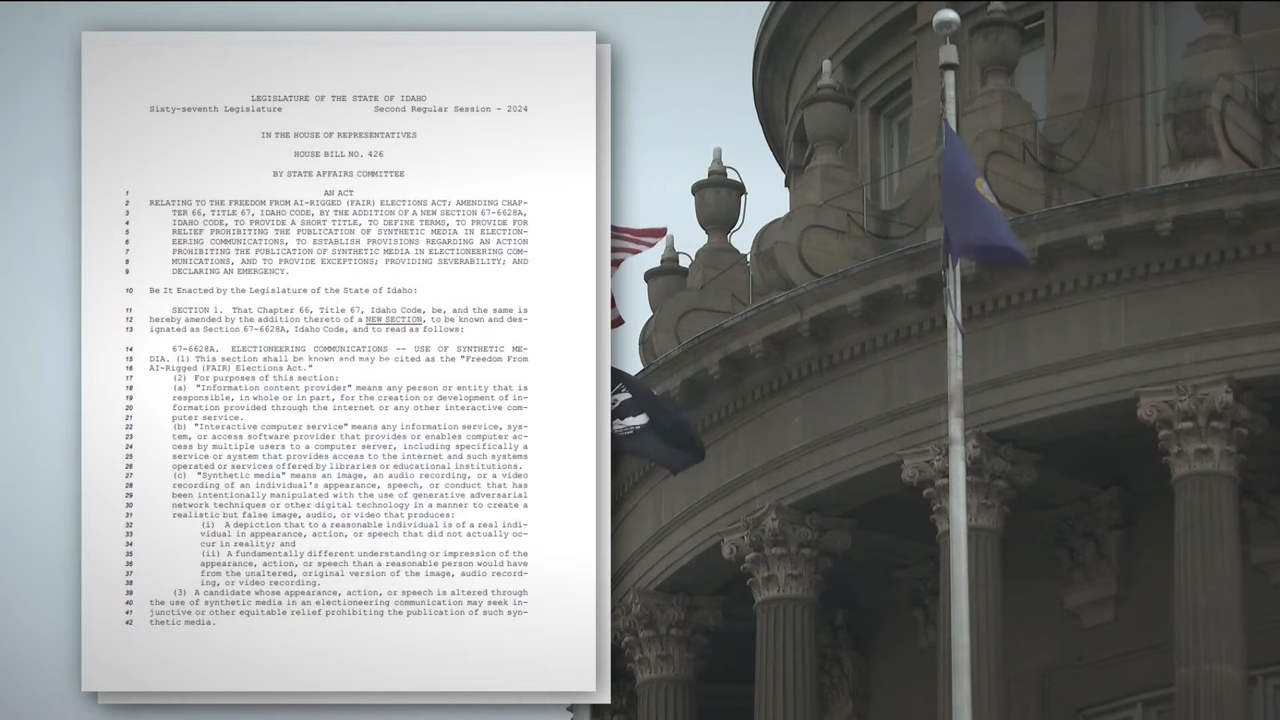 LEGISLATURE OF THE STATE OF IDAHO
Sixty-seventh Legislature Second Regular Session - 2024
IN THE HOUSE OF REPRESENTATIVES
HOUSE BILL NO. 426
BY STATE AFFAIRS COMMITTEE
1 AN ACT
2 RELATING TO THE FREEDOM FROM AI-RIGGED (FAIR) ELECTIONS ACT; AMENDING CHAP-
3 TER 66, TITLE 67, IDAHO CODE, BY THE ADDITION OF A NEW SECTION 67-6628A,
4 IDAHO CODE, TO PROVIDE A SHORT TITLE, TO DEFINE TERMS, TO PROVIDE FOR
5 RELIEF PROHIBITING THE PUBLICATION OF SYNTHETIC MEDIA IN ELECTION-
6 EERING COMMUNICATIONS, TO ESTABLISH PROVISIONS REGARDING AN ACTION
7 PROHIBITING THE PUBLICATION OF SYNTHETIC MEDIA IN ELECTIONEERING COM-
8 MUNICATIONS, AND TO PROVIDE EXCEPTIONS; PROVIDING SEVERABILITY; AND
9 DECLARING AN EMERGENCY.
10 Be It Enacted by the Legislature of the State of Idaho:
11 SECTION 1. That Chapter 66, Title 67, Idaho Code, be, and the same is
12 hereby amended by the addition thereto of a NEW SECTION, to be known and des-
13 ignated as Section 67-6628A, Idaho Code, and to read as follows:
14 67-6628A. ELECTIONEERING COMMUNICATIONS -- USE OF SYNTHETIC ME-
15 DIA. (1) This section shall be known and may be cited as the "Freedom From
16 AI-Rigged (FAIR) Elections Act."
17 (2) For purposes of this section:
18 (a) "Information content provider" means any person or entity that is
19 responsible, in whole or in part, for the creation or development of in-
20 formation provided through the internet or any other interactive com-
21 puter service.
22 (b) "Interactive computer service" means any information service, sys-
23 tem, or access software provider that provides or enables computer ac-
24 cess by multiple users to a computer server, including specifically a
25 service or system that provides access to the internet and such systems
26 operated or services offered by libraries or educational institutions.
27 (c) "Synthetic media" means an image, an audio recording, or a video
28 recording of an individual's appearance, speech, or conduct that has
29 been intentionally manipulated with the use of generative adversarial
30 network techniques or other digital technology in a manner to create a
31 realistic but false image, audio, or video that produces:
32 (i) A depiction that to a reasonable individual is of a real indi-
33 vidual in appearance, action, or speech that did not actually oc-
34 cur in reality; and
35 (ii) A fundamentally different understanding or impression of the
36 appearance, action, or speech than a reasonable person would have
37 from the unaltered, original version of the image, audio record-
38 ing, or video recording.
39 (3) A candidate whose appearance, action, or speech is altered through
40 the use of synthetic media in an electioneering communication may seek in-
41 junctive or other equitable relief prohibiting the publication of such syn-
42 thetic media.